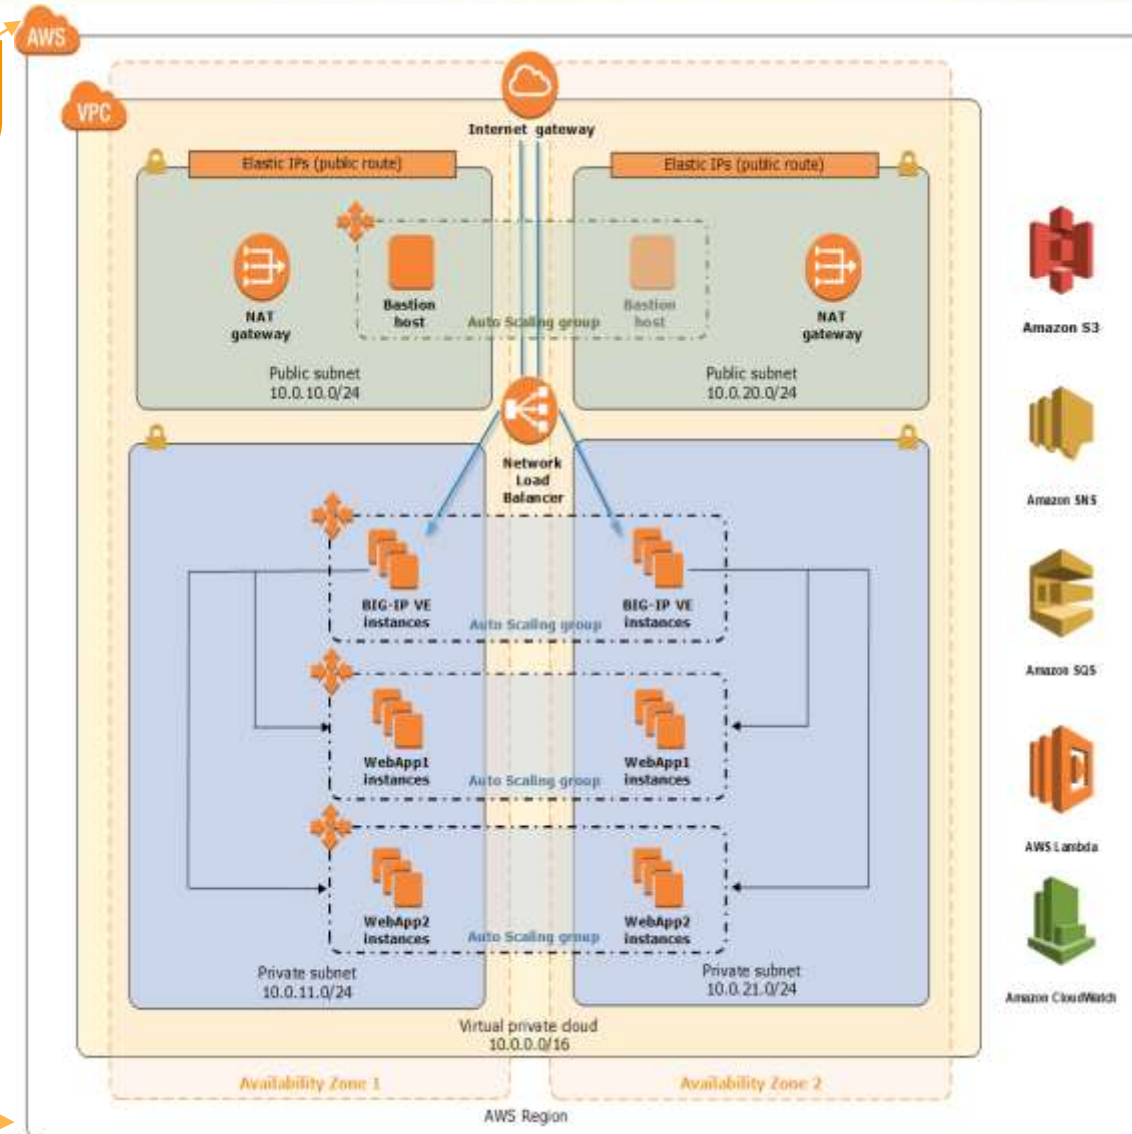 AWS
VPC
Internet gateway
Elastic IPs (public route)
Elastic IPs (public route)
NAT
gateway
Bastion
host
Auto Scaling group
Bastion
host
NAT
gateway
Public subnet
10.0.10.0/24
Public subnet
10.0.20.0/24
Network
Load
Balancer
BIG-IP VE
instances
Auto Scaling group
BIG-IP VE
instances
WebApp1
instances
Auto Scaling group
WebApp1
instances
WebApp2
instances
Auto Scaling group
WebApp2
instances
Private subnet
10.0.11.0/24
Private subnet
10.0.21.0/24
Virtual private cloud
10.0.0.0/16
Availability Zone 1
Availability Zone 2
AWS Region
Amazon S3
Amazon SNS
Amazon SQS
AWS Lambda
Amazon CloudWatch